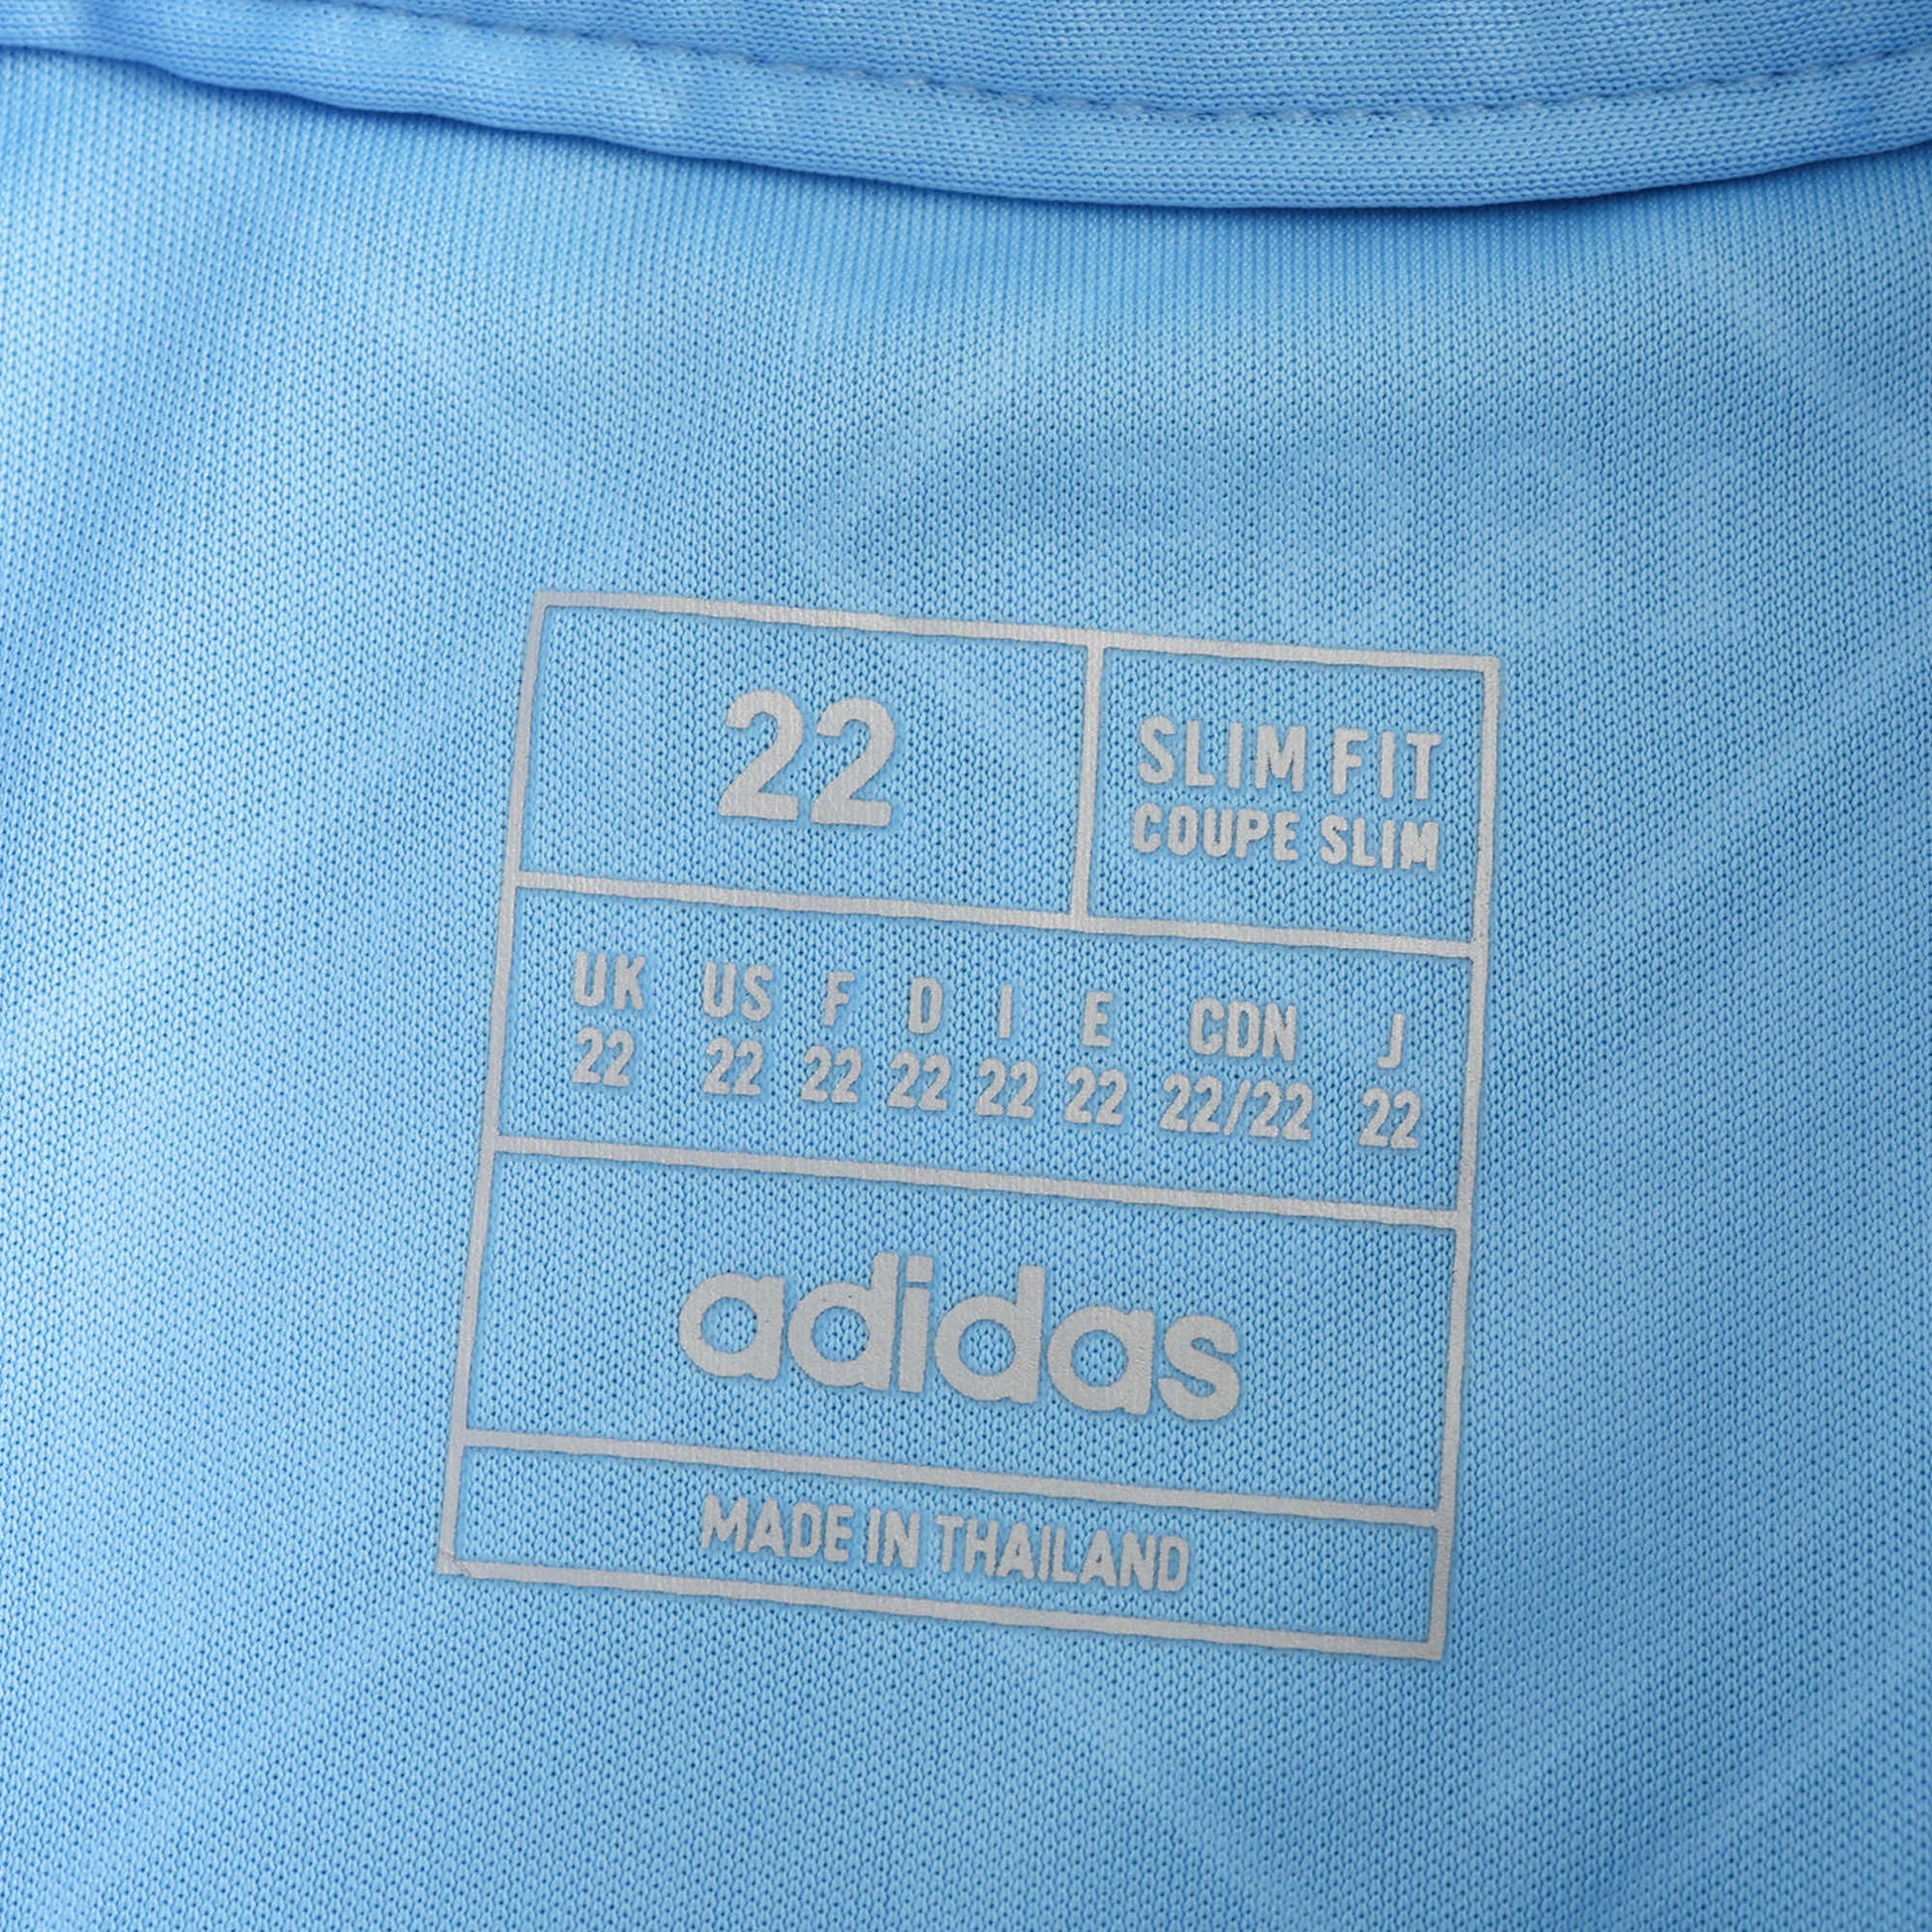 22
SLIM FIT
COUPE SLIM
UK US F D I E CDN J
22 22 22 22 22 22 22/22 22
adidas
MADE IN THAILAND